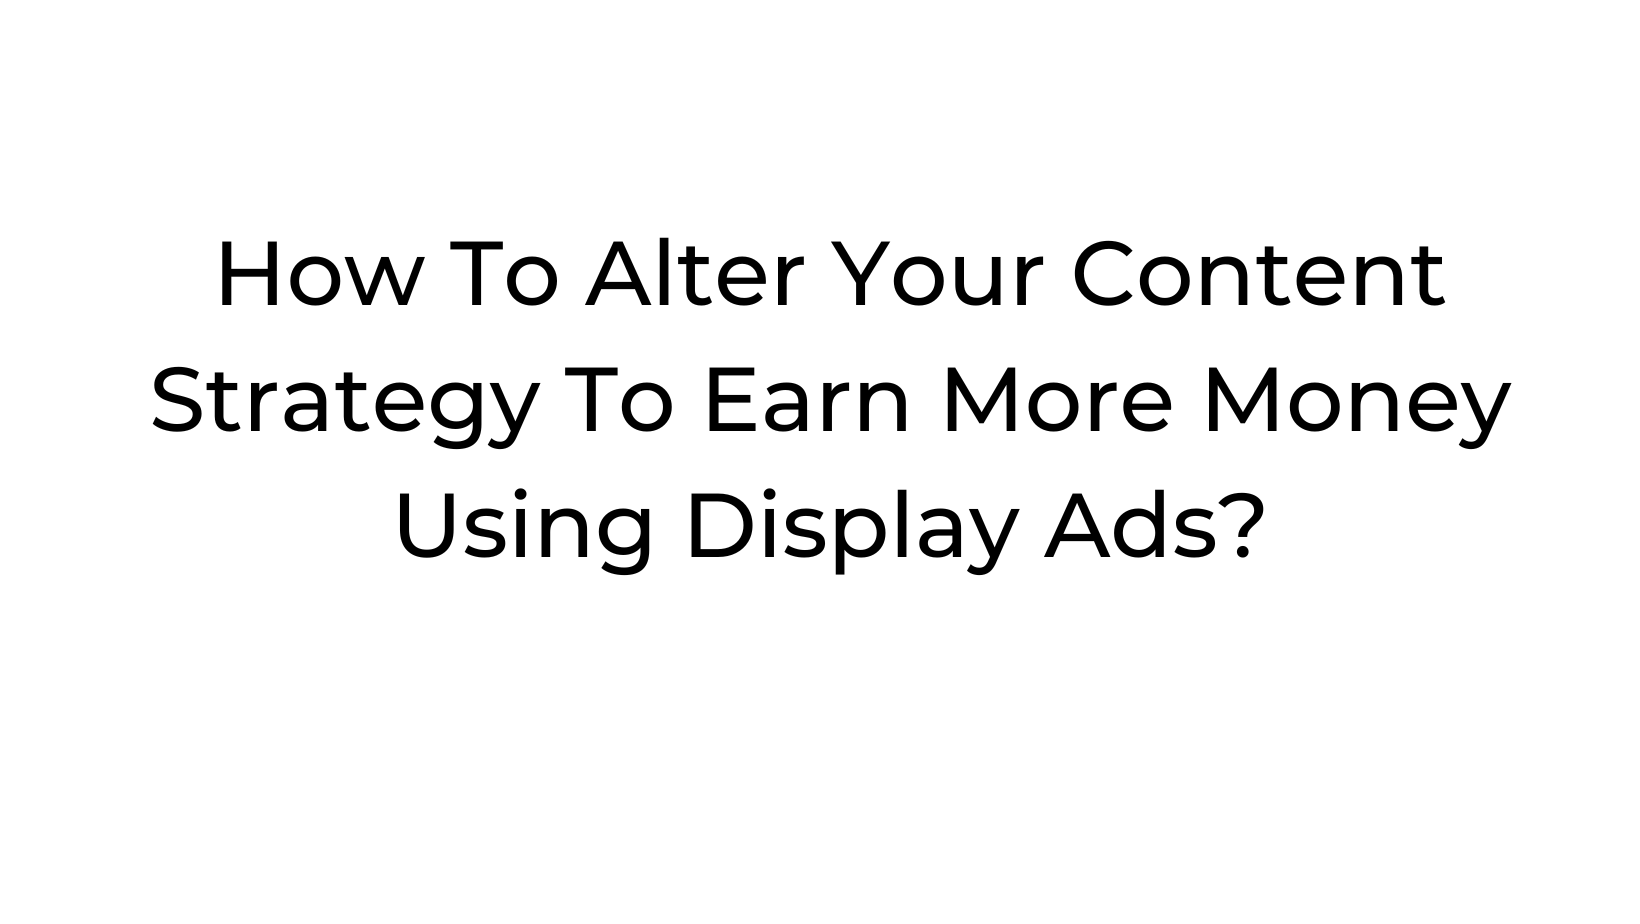 How To Alter Your Content
Strategy To Earn More Money
Using Display Ads?